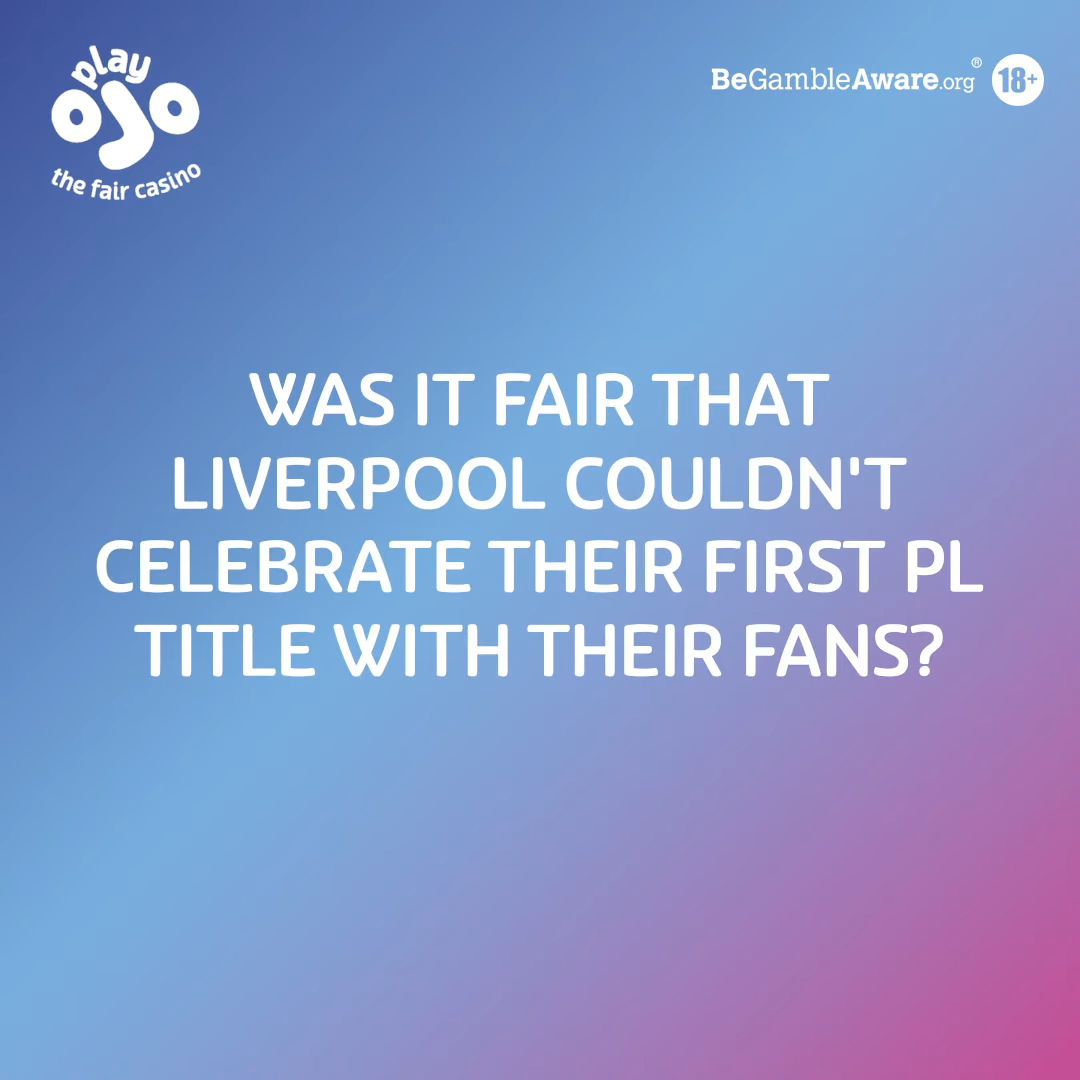 play
OJO
the fair casino
BeGambleAware.org® 18+
WAS IT FAIR THAT
LIVERPOOL COULDN'T
CELEBRATE THEIR FIRST PL
TITLE WITH THEIR FANS?